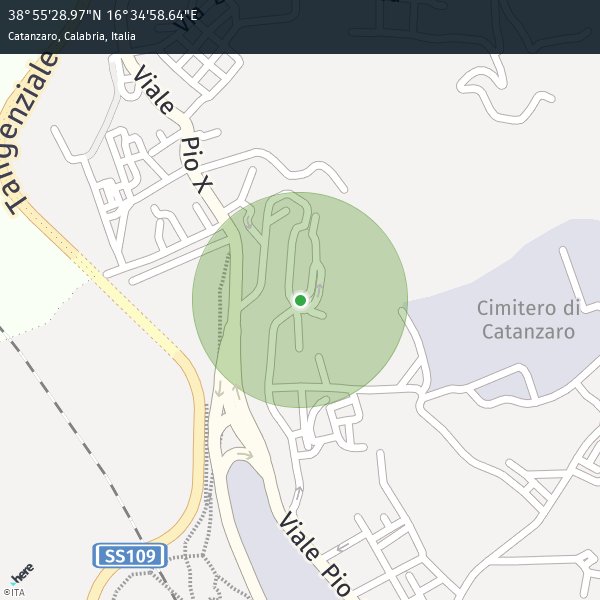 38°55'28.97"N 16°34'58.64"E
Catanzaro, Calabria, Italia
Tangenziale
Viale
Pio X
Cimitero di
Catanzaro
SS109
Viale Pio
here
©ITA